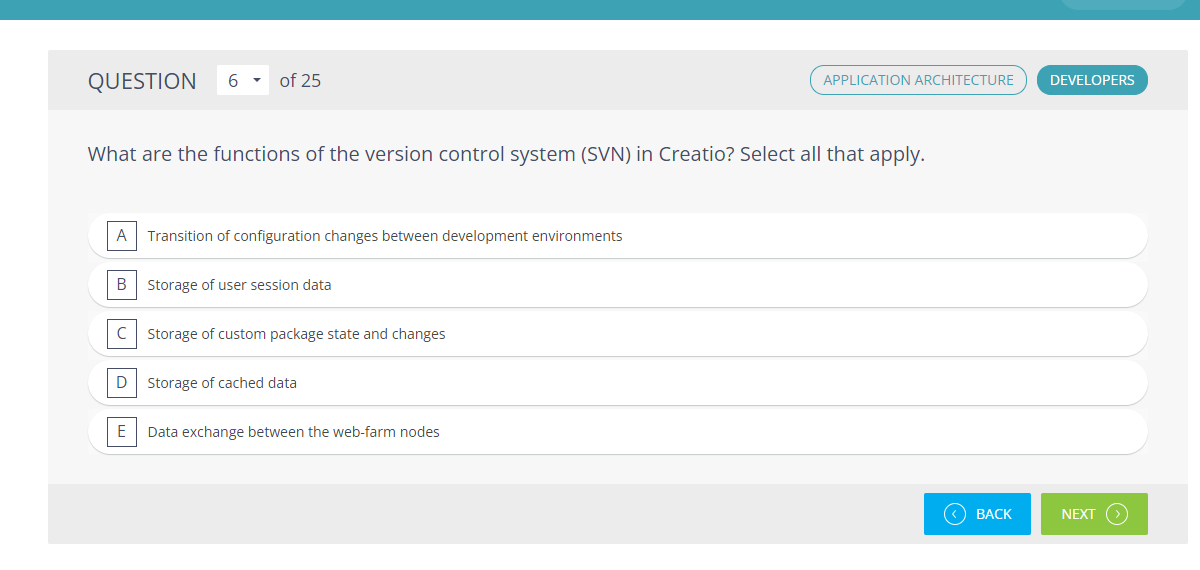 QUESTION 6 of 25 APPLICATION ARCHITECTURE DEVELOPERS
What are the functions of the version control system (SVN) in Creatio? Select all that apply.
A Transition of configuration changes between development environments
B Storage of user session data
C Storage of custom package state and changes
D Storage of cached data
E Data exchange between the web-farm nodes
BACK NEXT